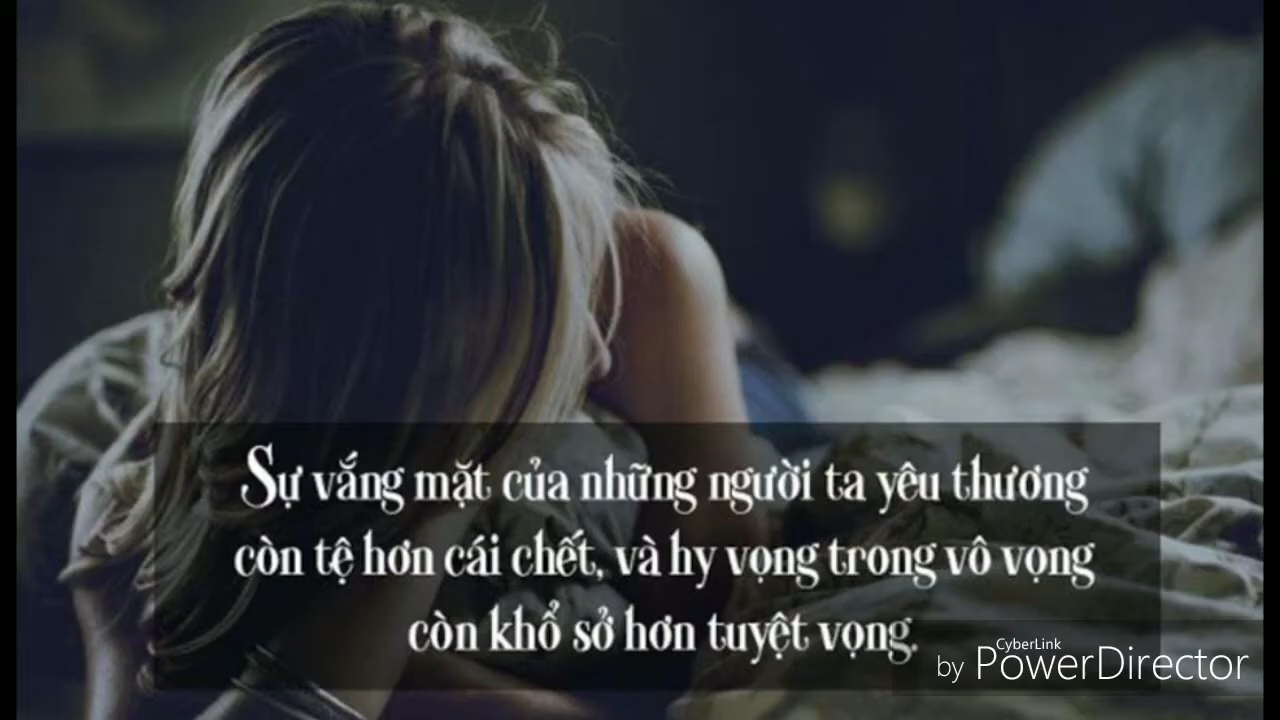 Sự vắng mặt của những người ta yêu thương
còn tệ hơn cái chết, và hy vọng trong vô vọng
còn khổ sở hơn tuyệt vọng.
CyberLink
by PowerDirector